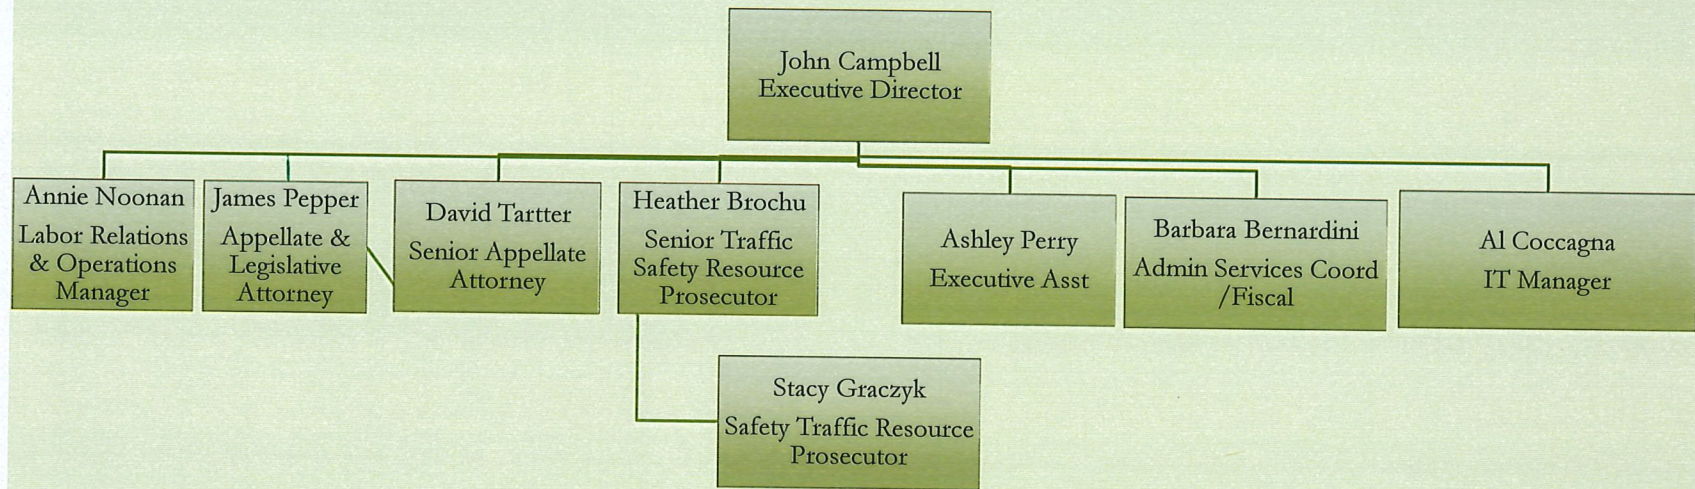 John Campbell
Executive Director
Annie Noonan
Labor Relations
& Operations
Manager
James Pepper
Appellate &
Legislative
Attorney
David Tartter
Senior Appellate
Attorney
Heather Brochu
Senior Traffic
Safety Resource
Prosecutor
Ashley Perry
Executive Asst
Barbara Bernardini
Admin Services Coord
/Fiscal
Al Coccagna
IT Manager
Stacy Graczyk
Safety Traffic Resource
Prosecutor